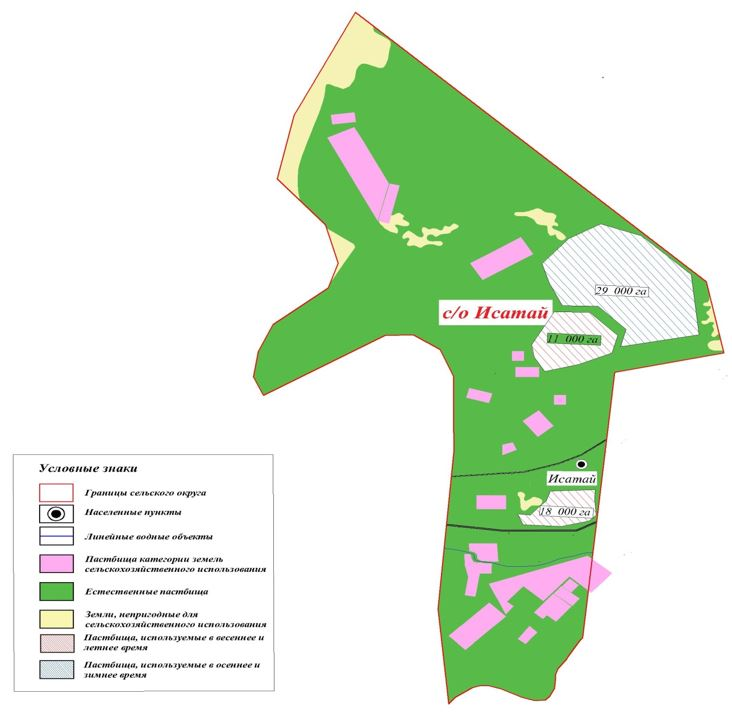 29 000 га
с/о Исатай
11 000 га
Исатай
18 000 га
Условные знаки
Границы сельского округа
Населенные пункты
Линейные водные объекты
Пастбища категории земель
сельскохозяйственного использования
Естественные пастбища
Земли, непригодные для
сельскохозяйственного использования
Пастбища, используемые в весеннее и
летнее время
Пастбища, используемые в осеннее и
зимнее время